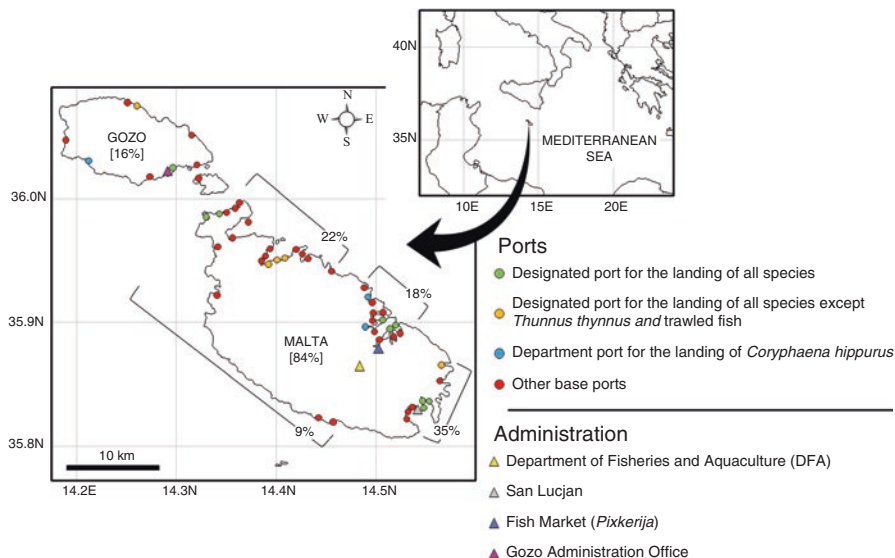 40N
35N
MEDITERRANEAN
SEA
10E
15E
20E
N
W
E
S
GOZO
[16%]
36.0N
35.9N
35.8N
22%
18%
MALTA
[84%]
9%
35%
10 km
14.2E
14.3N
14.4N
14.5N
Ports
Designated port for the landing of all species
Designated port for the landing of all species except
Thunnus thynnus and trawled fish
Department port for the landing of Coryphaena hippurus
Other base ports
Administration
Department of Fisheries and Aquaculture (DFA)
San Lucjan
Fish Market (Pixkerija)
Gozo Administration Office